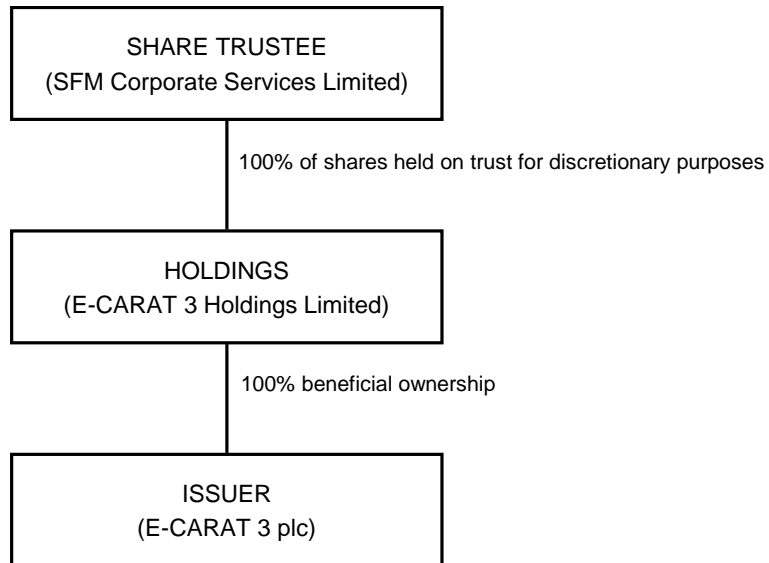 SHARE TRUSTEE
(SFM Corporate Services Limited)
100% of shares held on trust for discretionary purposes
HOLDINGS
(E-CARAT 3 Holdings Limited)
100% beneficial ownership
ISSUER
(E-CARAT 3 plc)